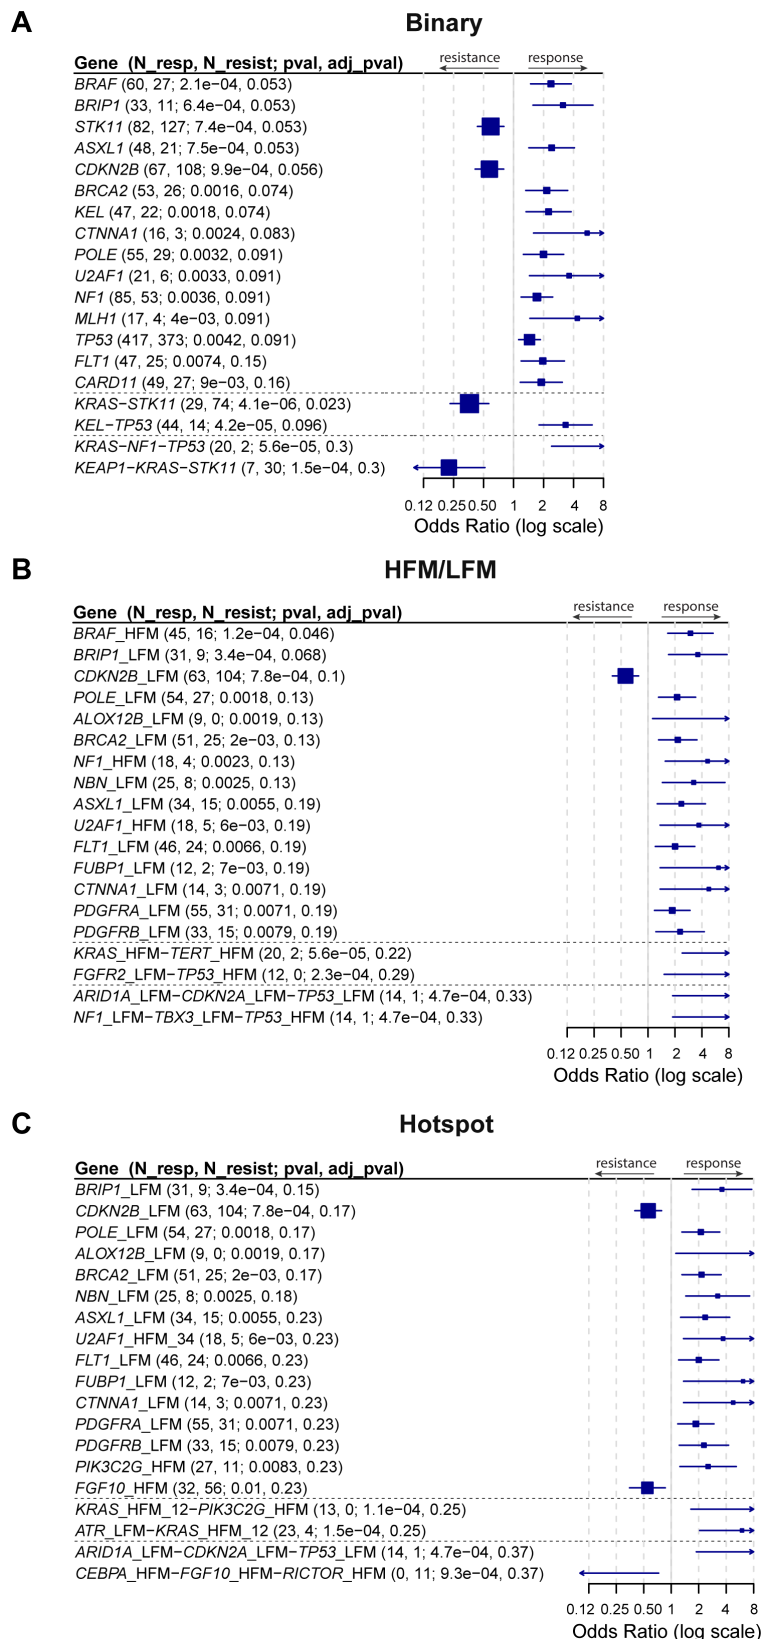 A
Binary
Gene (N_resp, N_resist; pval, adj_pval)
resistance
response
BRAF (60, 27; 2.1e−04, 0.053)
BRIP1 (33, 11; 6.4e−04, 0.053)
STK11 (82, 127; 7.4e−04, 0.053)
ASXL1 (48, 21; 7.5e−04, 0.053)
CDKN2B (67, 108; 9.9e−04, 0.056)
BRCA2 (53, 26; 0.0016, 0.074)
KEL (47, 22; 0.0018, 0.074)
CTNNA1 (16, 3; 0.0024, 0.083)
POLE (55, 29; 0.0032, 0.091)
U2AF1 (21, 6; 0.0033, 0.091)
NF1 (85, 53; 0.0036, 0.091)
MLH1 (17, 4; 4e−03, 0.091)
TP53 (417, 373; 0.0042, 0.091)
FLT1 (47, 25; 0.0074, 0.15)
CARD11 (49, 27; 9e−03, 0.16)
KRAS−STK11 (29, 74; 4.1e−06, 0.023)
KEL−TP53 (44, 14; 4.2e−05, 0.096)
KRAS−NF1−TP53 (20, 2; 5.6e−05, 0.3)
KEAP1−KRAS−STK11 (7, 30; 1.5e−04, 0.3)
0.12 0.25 0.50 1 2 4 8
Odds Ratio (log scale)
B
HFM/LFM
Gene (N_resp, N_resist; pval, adj_pval)
resistance
response
BRAF_HFM (45, 16; 1.2e−04, 0.046)
BRIP1_LFM (31, 9; 3.4e−04, 0.068)
CDKN2B_LFM (63, 104; 7.8e−04, 0.1)
POLE_LFM (54, 27; 0.0018, 0.13)
ALOX12B_LFM (9, 0; 0.0019, 0.13)
BRCA2_LFM (51, 25; 2e−03, 0.13)
NF1_HFM (18, 4; 0.0023, 0.13)
NBN_LFM (25, 8; 0.0025, 0.13)
ASXL1_LFM (34, 15; 0.0055, 0.19)
U2AF1_HFM (18, 5; 6e−03, 0.19)
FLT1_LFM (46, 24; 0.0066, 0.19)
FUBP1_LFM (12, 2; 7e−03, 0.19)
CTNNA1_LFM (14, 3; 0.0071, 0.19)
PDGFRA_LFM (55, 31; 0.0071, 0.19)
PDGFRB_LFM (33, 15; 0.0079, 0.19)
KRAS_HFM−TERT_HFM (20, 2; 5.6e−05, 0.22)
FGFR2_LFM−TP53_HFM (12, 0; 2.3e−04, 0.29)
ARID1A_LFM−CDKN2A_LFM−TP53_LFM (14, 1; 4.7e−04, 0.33)
NF1_LFM−TBX3_LFM−TP53_HFM (14, 1; 4.7e−04, 0.33)
0.12 0.25 0.50 1 2 4 8
Odds Ratio (log scale)
C
Hotspot
Gene (N_resp, N_resist; pval, adj_pval)
resistance
response
BRIP1_LFM (31, 9; 3.4e−04, 0.15)
CDKN2B_LFM (63, 104; 7.8e−04, 0.17)
POLE_LFM (54, 27; 0.0018, 0.17)
ALOX12B_LFM (9, 0; 0.0019, 0.17)
BRCA2_LFM (51, 25; 2e−03, 0.17)
NBN_LFM (25, 8; 0.0025, 0.18)
ASXL1_LFM (34, 15; 0.0055, 0.23)
U2AF1_HFM_34 (18, 5; 6e−03, 0.23)
FLT1_LFM (46, 24; 0.0066, 0.23)
FUBP1_LFM (12, 2; 7e−03, 0.23)
CTNNA1_LFM (14, 3; 0.0071, 0.23)
PDGFRA_LFM (55, 31; 0.0071, 0.23)
PDGFRB_LFM (33, 15; 0.0079, 0.23)
PIK3C2G_HFM (27, 11; 0.0083, 0.23)
FGF10_HFM (32, 56; 0.01, 0.23)
KRAS_HFM_12−PIK3C2G_HFM (13, 0; 1.1e−04, 0.25)
ATR_LFM−KRAS_HFM_12 (23, 4; 1.5e−04, 0.25)
ARID1A_LFM−CDKN2A_LFM−TP53_LFM (14, 1; 4.7e−04, 0.37)
CEBPA_HFM−FGF10_HFM−RICTOR_HFM (0, 11; 9.3e−04, 0.37)
0.12 0.25 0.50 1 2 4 8
Odds Ratio (log scale)